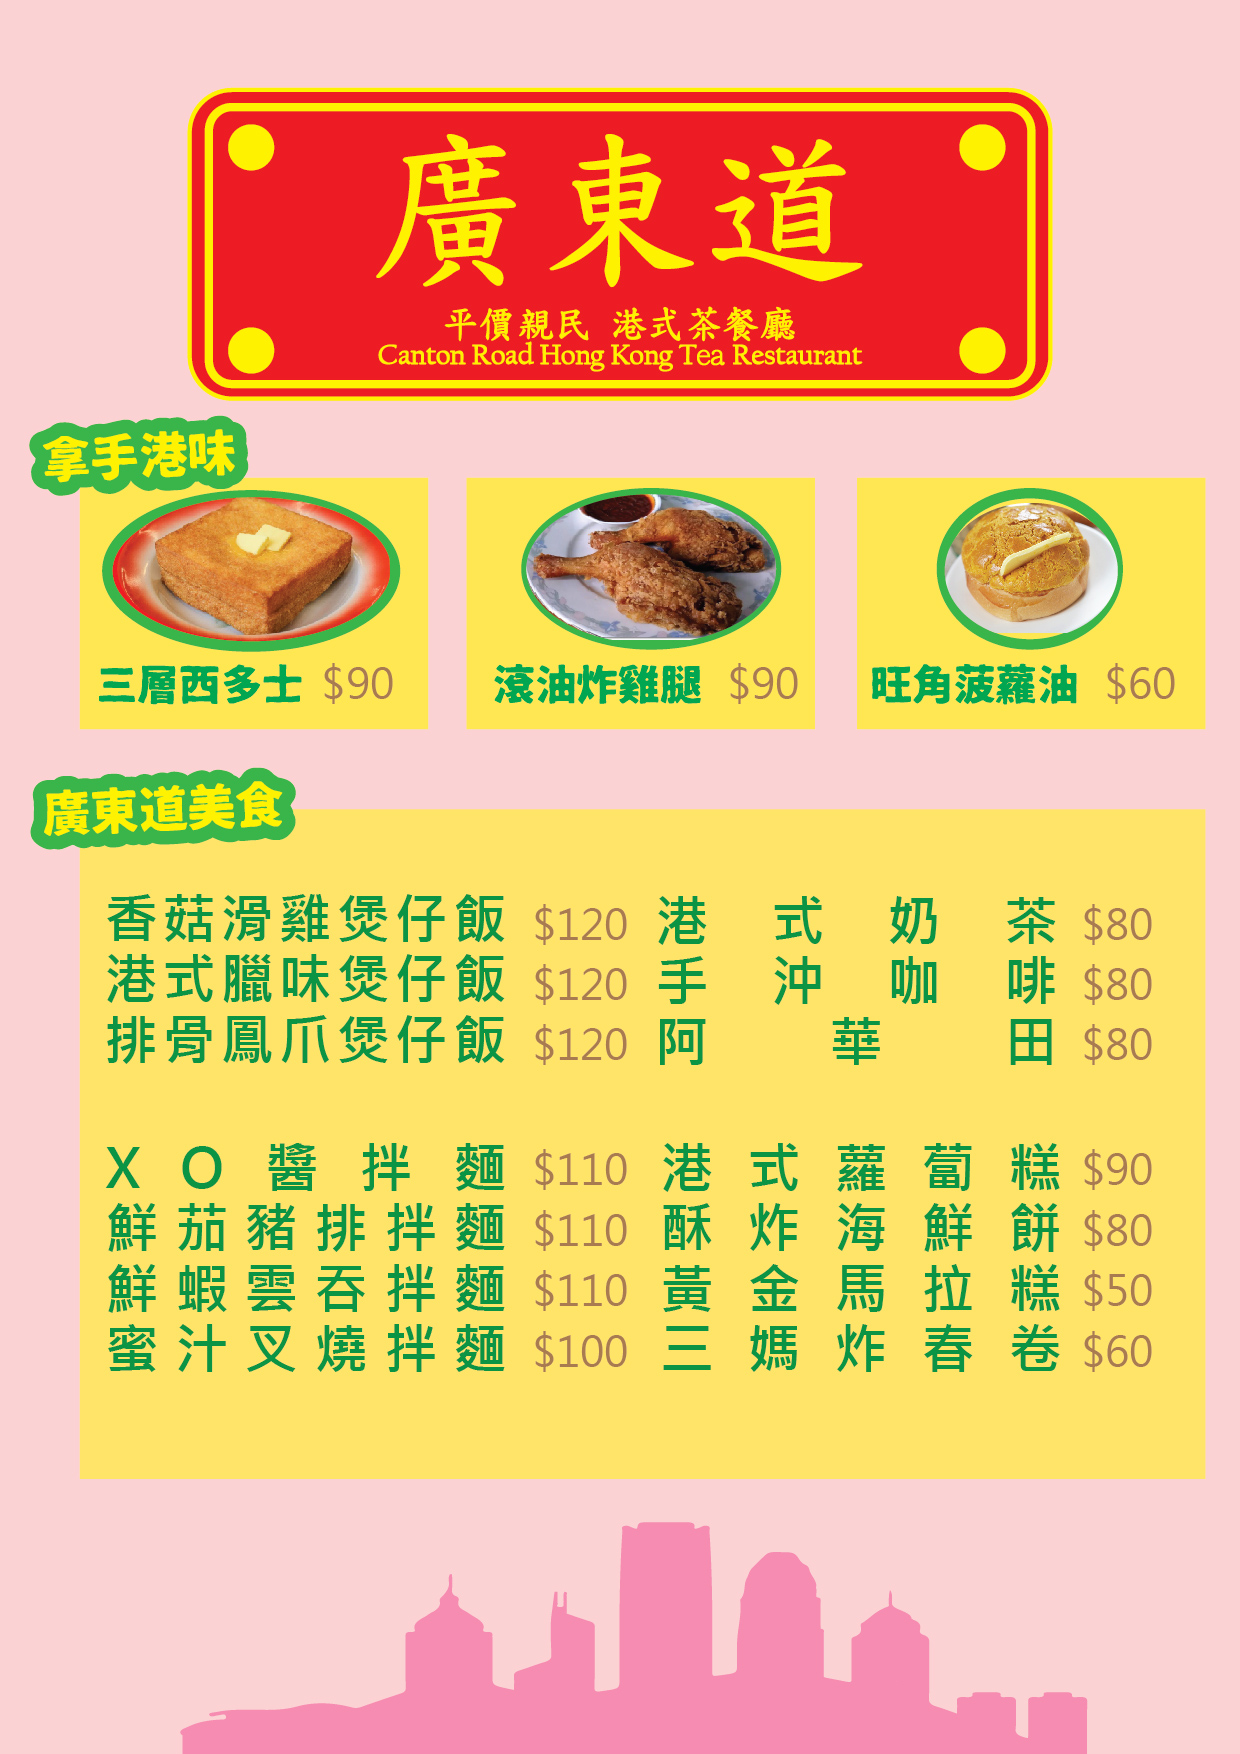 廣東道
平價親民 港式茶餐廳
Canton Road Hong Kong Tea Restaurant
拿手港味
三層西多士 $90
滾油炸雞腿 $90
旺角菠蘿油 $60
廣東道美食
香菇滑雞煲仔飯 $120
港式臘味煲仔飯 $120
排骨鳳爪煲仔飯 $120
港式奶茶 $80
手沖咖啡 $80
阿華田 $80
XO醬拌麵 $110
鮮茄豬排拌麵 $110
鮮蝦雲吞拌麵 $110
蜜汁叉燒拌麵 $100
港式蘿蔔糕 $90
酥炸海鮮餅 $80
黃金馬拉糕 $50
三媽炸春卷 $60